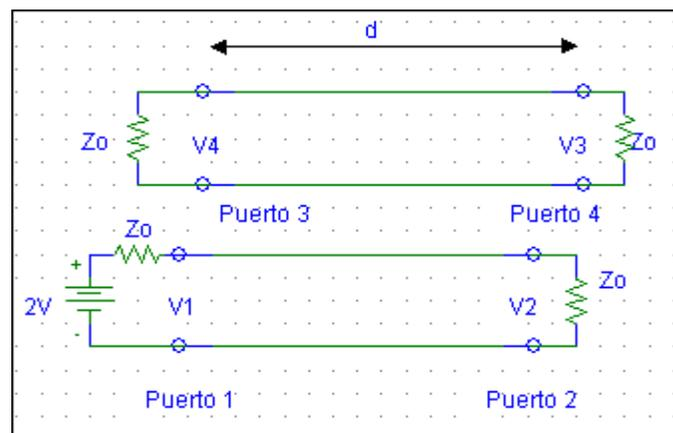 d
Zo V4 V3 Zo
Puerto 3 Puerto 4
Zo
+
2V V1 V2 Zo
-
Puerto 1 Puerto 2